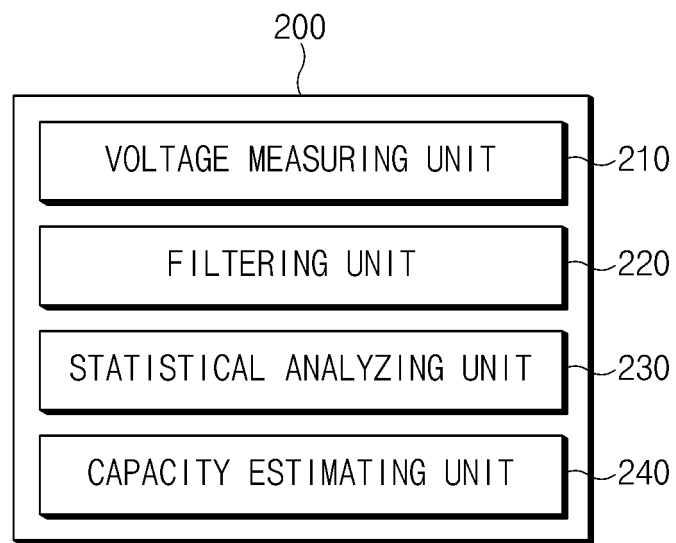 200
VOLTAGE MEASURING UNIT
210
FILTERING UNIT
220
STATISTICAL ANALYZING UNIT
230
CAPACITY ESTIMATING UNIT
240